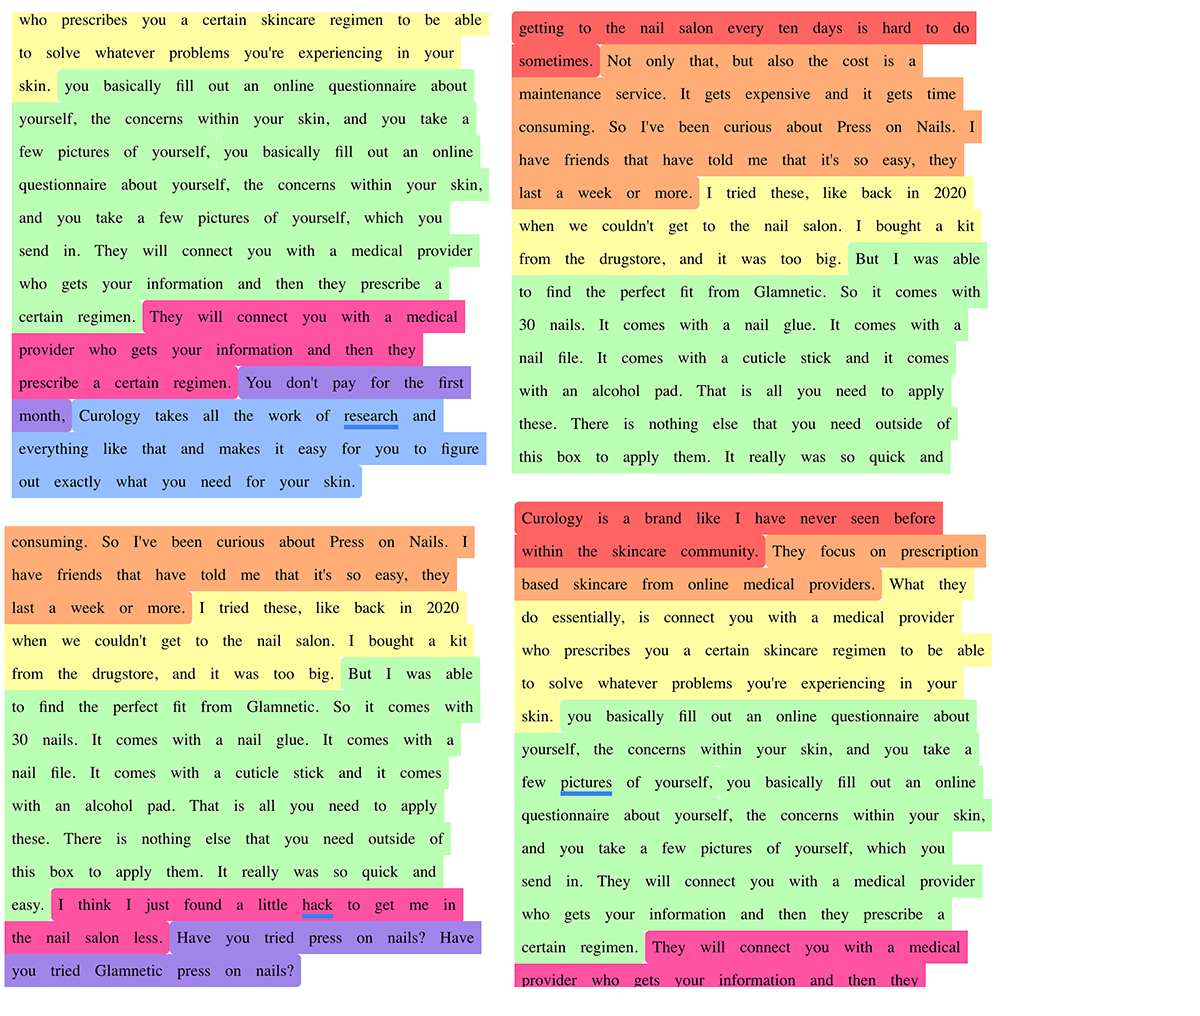 who prescribes you a certain skincare regimen to be able
to solve whatever problems you're experiencing in your
skin. you basically fill out an online questionnaire about
yourself, the concerns within your skin, and you take a
few pictures of yourself, you basically fill out an online
questionnaire about yourself, the concerns within your skin,
and you take a few pictures of yourself, which you
send in. They will connect you with a medical provider
who gets your information and then they prescribe a
certain regimen. They will connect you with a medical
provider who gets your information and then they
prescribe a certain regimen. You don't pay for the first
month, Curology takes all the work of research and
everything like that and makes it easy for you to figure
out exactly what you need for your skin.
getting to the nail salon every ten days is hard to do
sometimes. Not only that, but also the cost is a
maintenance service. It gets expensive and it gets time
consuming. So I've been curious about Press on Nails. I
have friends that have told me that it's so easy, they
last a week or more. I tried these, like back in 2020
when we couldn't get to the nail salon. I bought a kit
from the drugstore, and it was too big. But I was able
to find the perfect fit from Glamnetic. So it comes with
30 nails. It comes with a nail glue. It comes with a
nail file. It comes with a cuticle stick and it comes
with an alcohol pad. That is all you need to apply
these. There is nothing else that you need outside of
this box to apply them. It really was so quick and
consuming. So I've been curious about Press on Nails. I
have friends that have told me that it's so easy, they
last a week or more. I tried these, like back in 2020
when we couldn't get to the nail salon. I bought a kit
from the drugstore, and it was too big. But I was able
to find the perfect fit from Glamnetic. So it comes with
30 nails. It comes with a nail glue. It comes with a
nail file. It comes with a cuticle stick and it comes
with an alcohol pad. That is all you need to apply
these. There is nothing else that you need outside of
this box to apply them. It really was so quick and
easy. I think I just found a little hack to get me in
the nail salon less. Have you tried press on nails? Have
you tried Glamnetic press on nails?
Curology is a brand like I have never seen before
within the skincare community. They focus on prescription
based skincare from online medical providers. What they
do essentially, is connect you with a medical provider
who prescribes you a certain skincare regimen to be able
to solve whatever problems you're experiencing in your
skin. you basically fill out an online questionnaire about
yourself, the concerns within your skin, and you take a
few pictures of yourself, you basically fill out an online
questionnaire about yourself, the concerns within your skin,
and you take a few pictures of yourself, which you
send in. They will connect you with a medical provider
who gets your information and then they prescribe a
certain regimen. They will connect you with a medical
provider who gets your information and then they